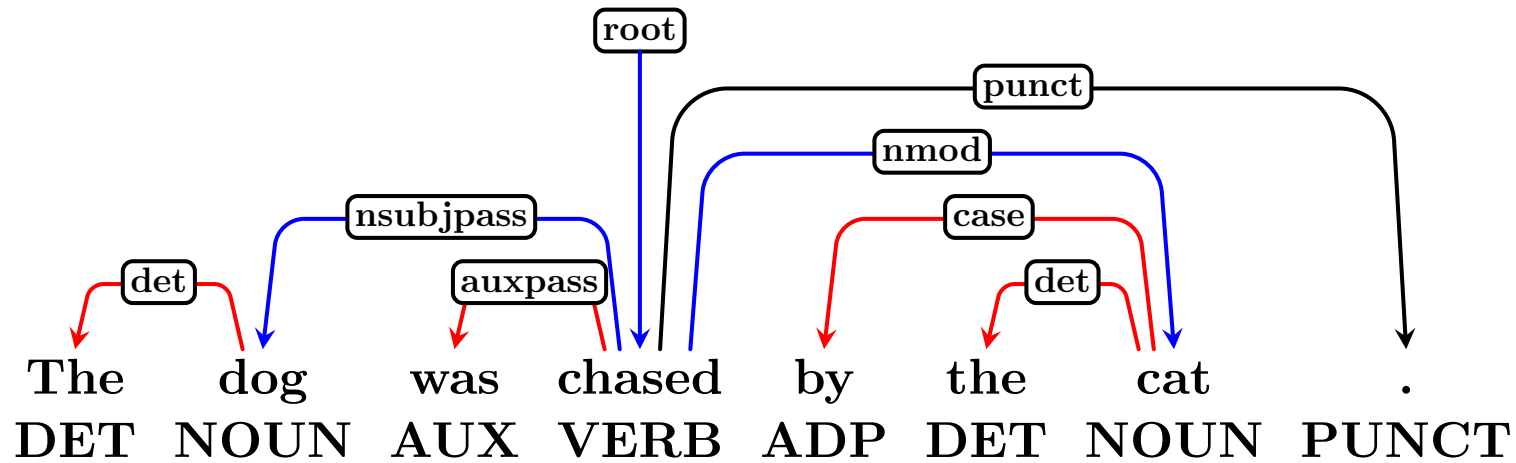 root
punct
nmod
nsubjpass case
det auxpass det
The dog was chased by the cat .
DET NOUN AUX VERB ADP DET NOUN PUNCT